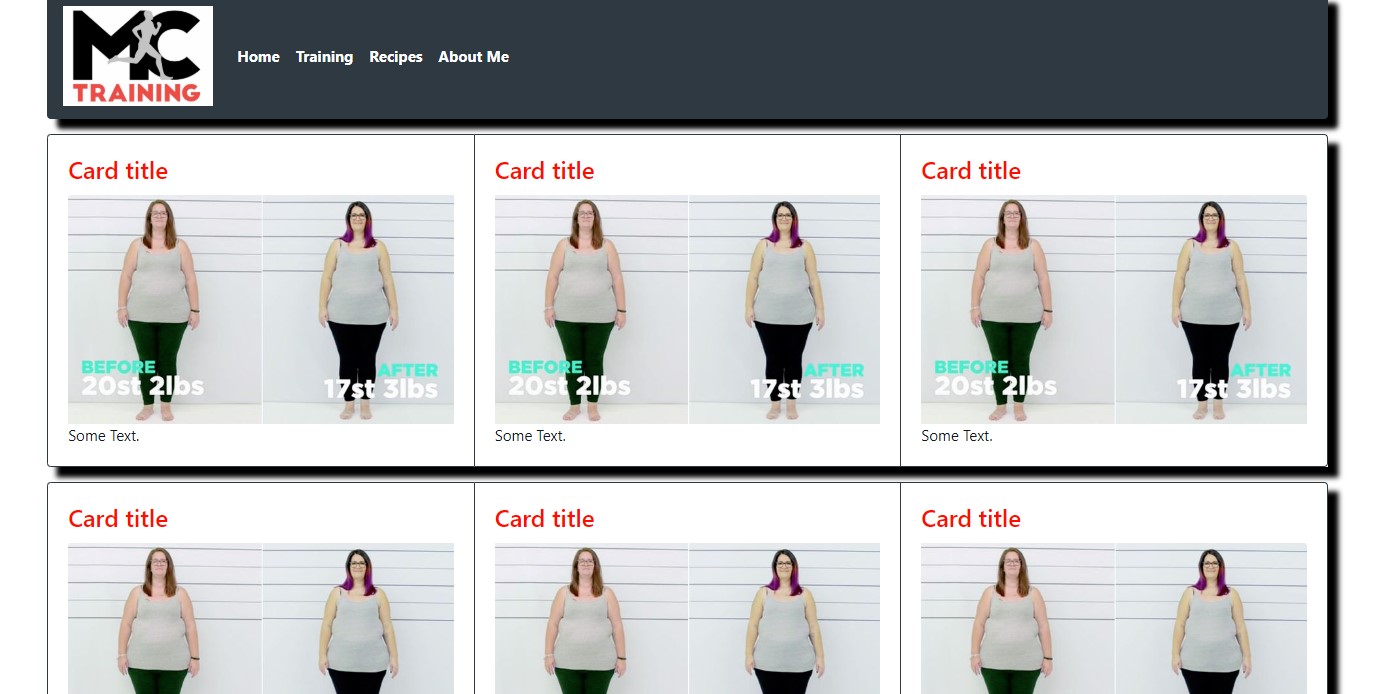 MC
TRAINING
Home Training Recipes About Me
Card title Card title Card title
BEFORE AFTER BEFORE AFTER BEFORE AFTER
20st 2lbs 17st 3lbs 20st 2lbs 17st 3lbs 20st 2lbs 17st 3lbs
Some Text. Some Text. Some Text.
Card title Card title Card title